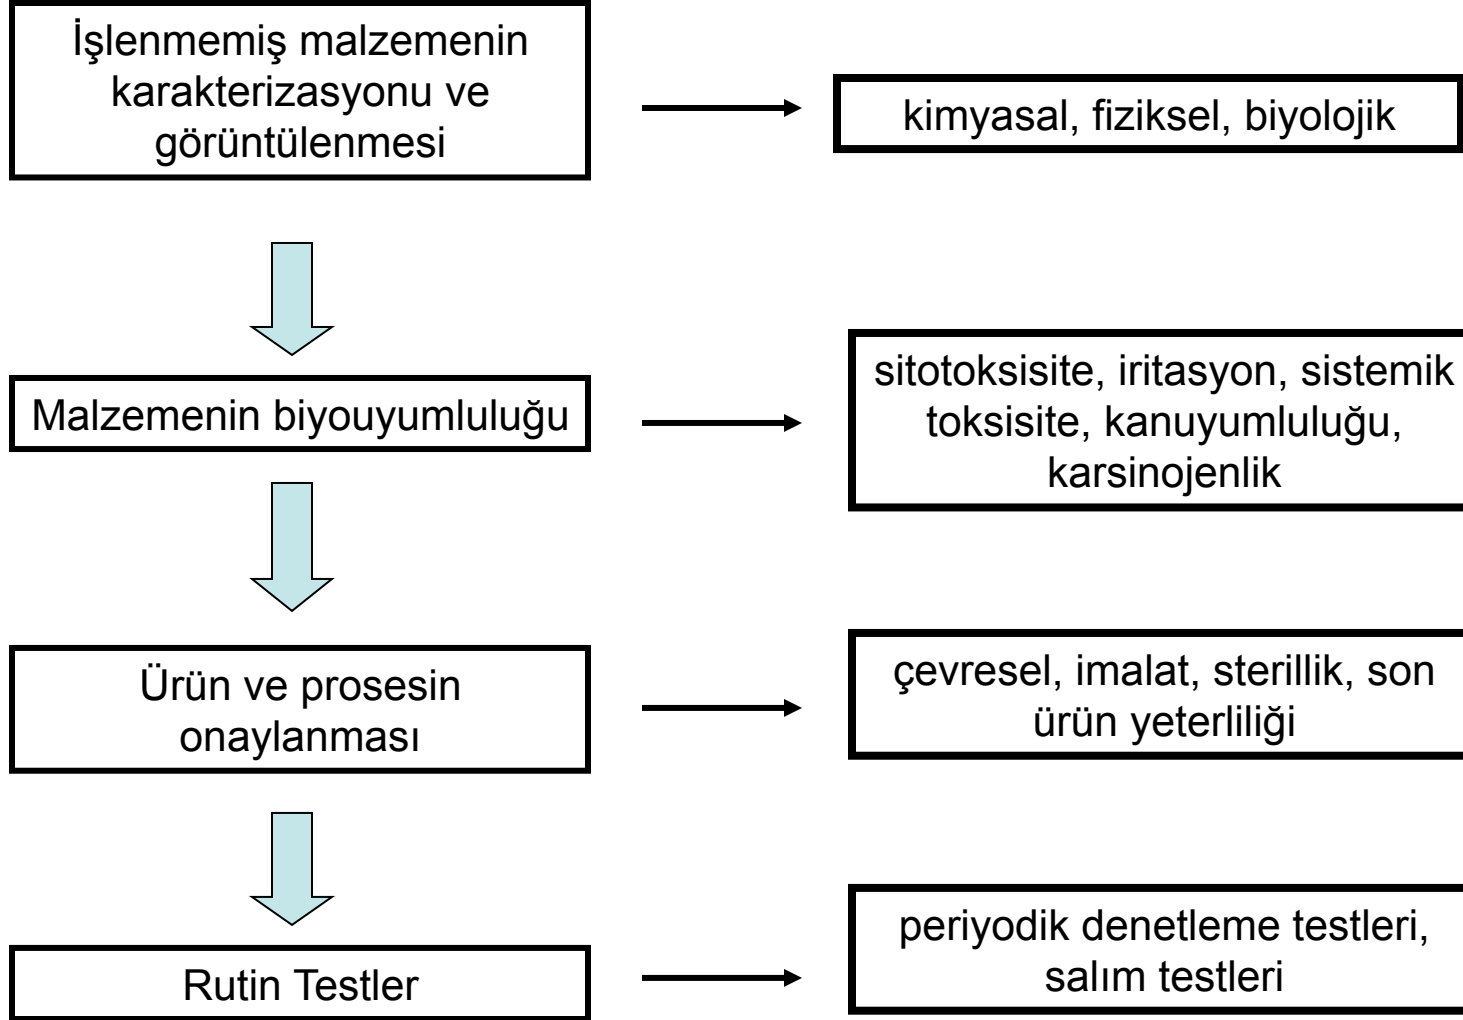 İşlenmemiş malzemenin
karakterizasyonu ve
görüntülenmesi
kimyasal, fiziksel, biyolojik
Malzemenin biyouyumluluğu
sitotoksisite, iritasyon, sistemik
toksisite, kanuyumluluğu,
karsinojenlik
Ürün ve prosesin
onaylanması
çevresel, imalat, sterillik, son
ürün yeterliliği
Rutin Testler
periyodik denetleme testleri,
salım testleri